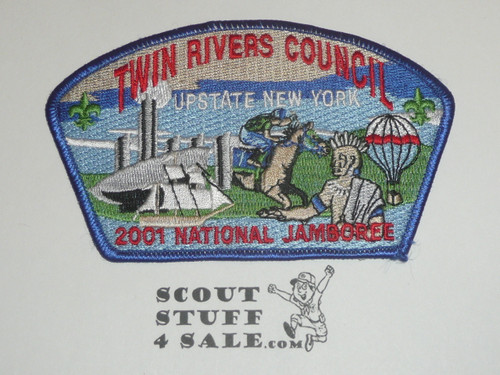 TWIN RIVERS COUNCIL
UPSTATE NEW YORK
2001 NATIONAL JAMBOREE
SCOUT
STUFF
4 SALE.com